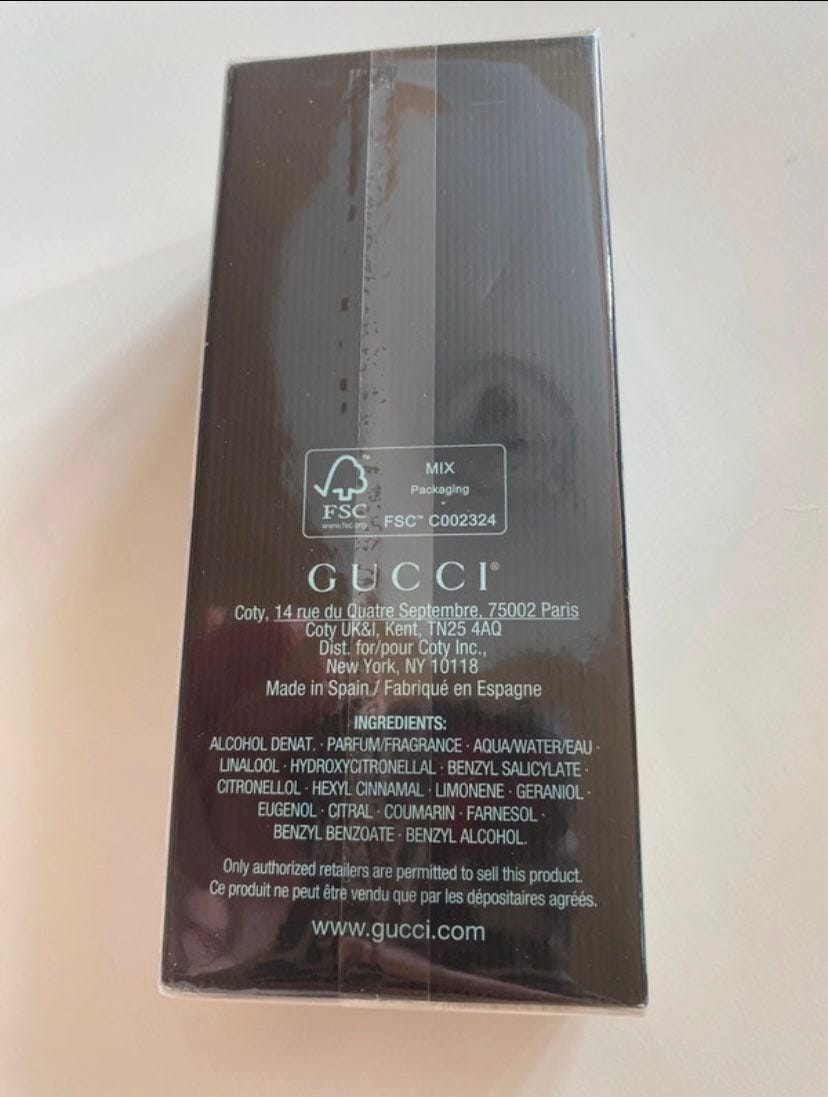 MIX
Packaging
FSC™ C002324
FSC
www.fsc.org
GUCCI®
Coty, 14 rue du Quatre Septembre, 75002 Paris
Coty UK&I, Kent, TN25 4AQ
Dist. for/pour Coty Inc.,
New York, NY 10118
Made in Spain / Fabriqué en Espagne
INGREDIENTS:
ALCOHOL DENAT. · PARFUM/FRAGRANCE · AQUA/WATER/EAU ·
LINALOOL · HYDROXYCITRONELLAL · BENZYL SALICYLATE ·
CITRONELLOL · HEXYL CINNAMAL · LIMONENE · GERANIOL ·
EUGENOL · CITRAL · COUMARIN · FARNESOL ·
BENZYL BENZOATE · BENZYL ALCOHOL.
Only authorized retailers are permitted to sell this product.
Ce produit ne peut être vendu que par les dépositaires agréés.
www.gucci.com